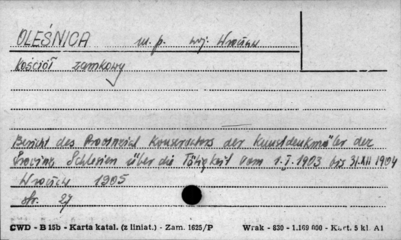 OLEŚNICA m. p. woj. Wrocław
kościół zamkowy
Bericht des Provinzial Konservators der Kunstdenkmäler der
Provinz Schlesien über die Tätigkeit vom 1.I.1903 bis 31.XII 1904
Wrocław 1905
str. 27
CWD - B 15b - Karta katal. (z liniat.) - Zam. 1625/P Wrak - 830 - 1.169 000 - Kart. 5 kl. A1